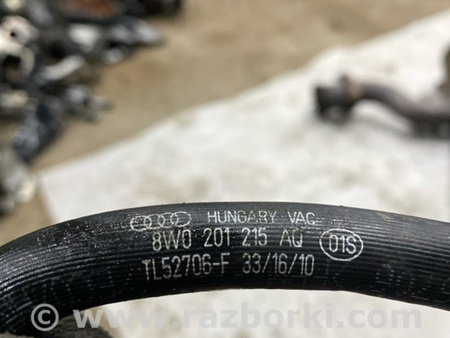 HUNGARY VAG
8W0 201 215 AQ 01S
TL52706-F 33/16/10
www.razborki.com